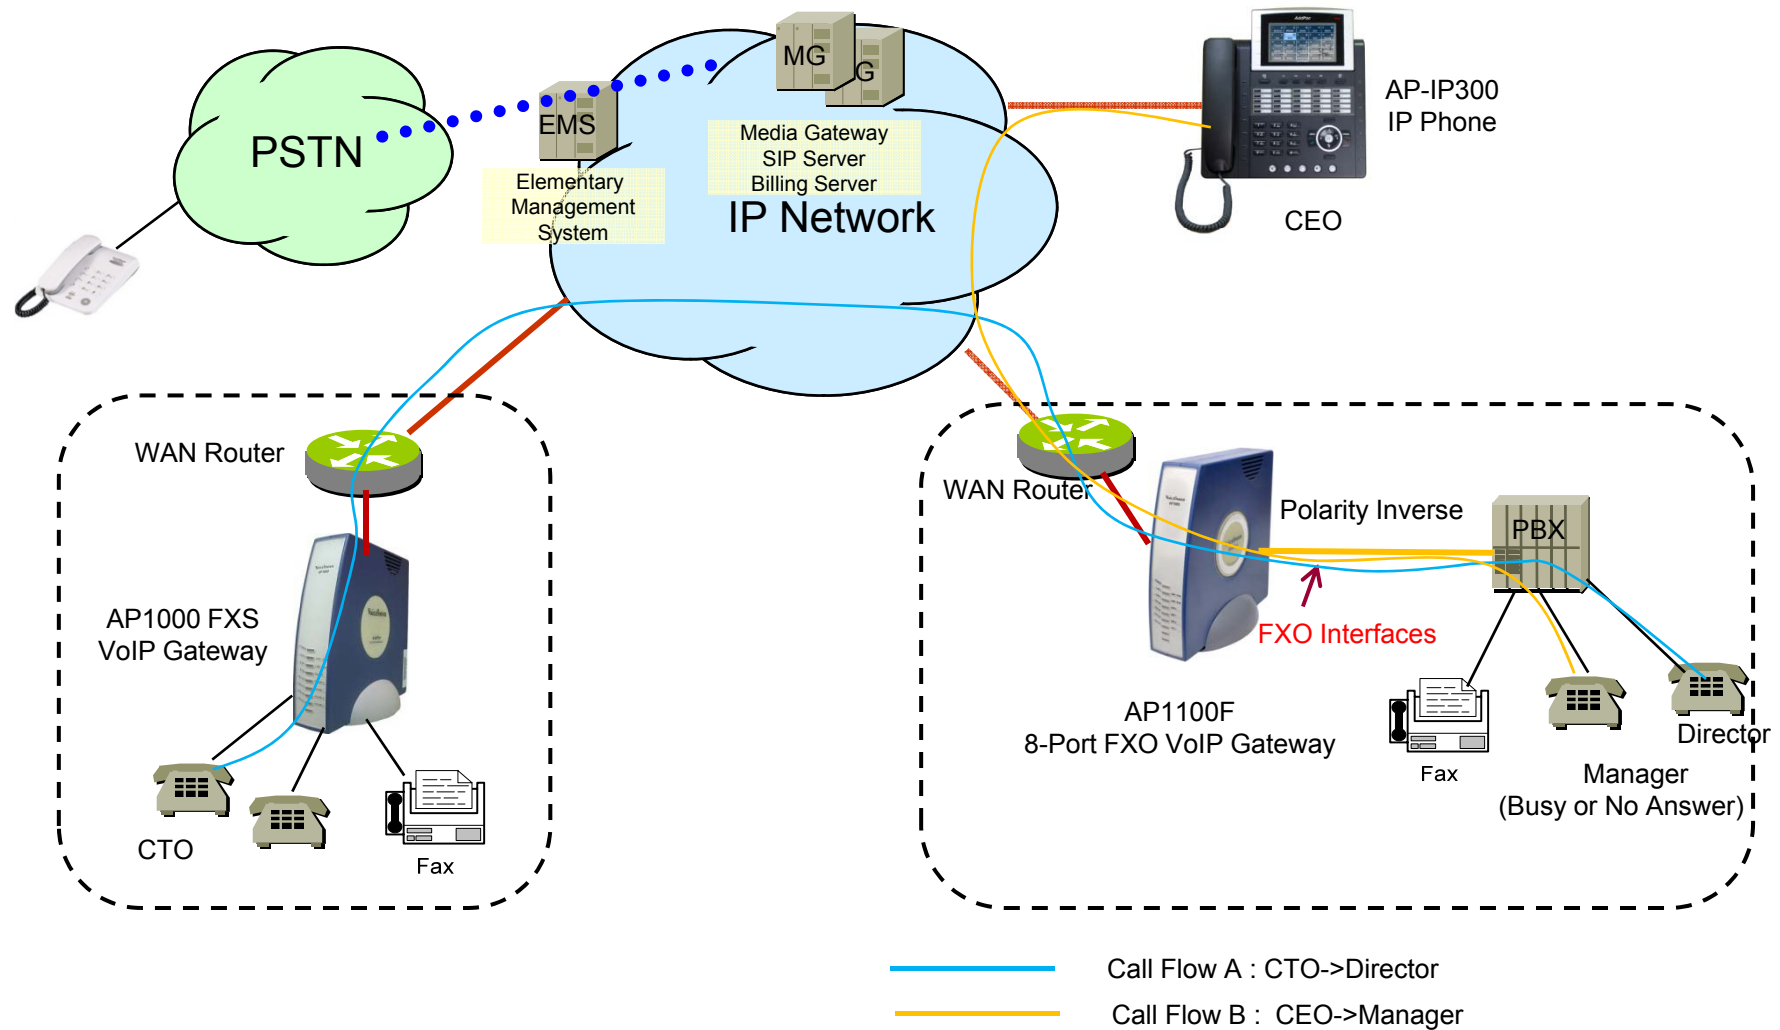 MG
G
EMS
PSTN
Media Gateway
SIP Server
Billing Server
Elementary
Management
System
IP Network
AP-IP300
IP Phone
CEO
WAN Router
WAN Router
Polarity Inverse
PBX
AP1000 FXS
VoIP Gateway
FXO Interfaces
AP1100F
8-Port FXO VoIP Gateway
Director
Fax
Manager
(Busy or No Answer)
CTO
Fax
Call Flow A : CTO->Director
Call Flow B : CEO->Manager